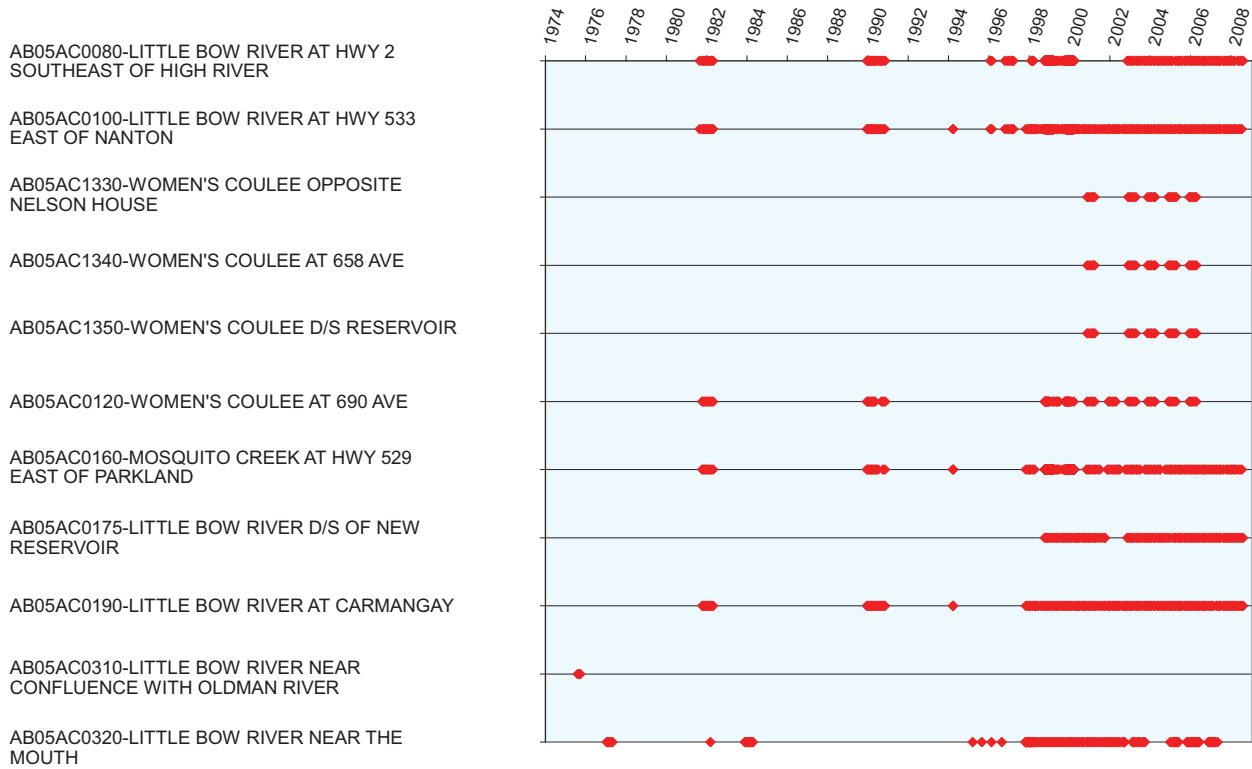 1974 1976 1978 1980 1982 1984 1986 1988 1990 1992 1994 1996 1998 2000 2002 2004 2006 2008
AB05AC0080-LITTLE BOW RIVER AT HWY 2
SOUTHEAST OF HIGH RIVER
AB05AC0100-LITTLE BOW RIVER AT HWY 533
EAST OF NANTON
AB05AC1330-WOMEN'S COULEE OPPOSITE
NELSON HOUSE
AB05AC1340-WOMEN'S COULEE AT 658 AVE
AB05AC1350-WOMEN'S COULEE D/S RESERVOIR
AB05AC0120-WOMEN'S COULEE AT 690 AVE
AB05AC0160-MOSQUITO CREEK AT HWY 529
EAST OF PARKLAND
AB05AC0175-LITTLE BOW RIVER D/S OF NEW
RESERVOIR
AB05AC0190-LITTLE BOW RIVER AT CARMANGAY
AB05AC0310-LITTLE BOW RIVER NEAR
CONFLUENCE WITH OLDMAN RIVER
AB05AC0320-LITTLE BOW RIVER NEAR THE
MOUTH